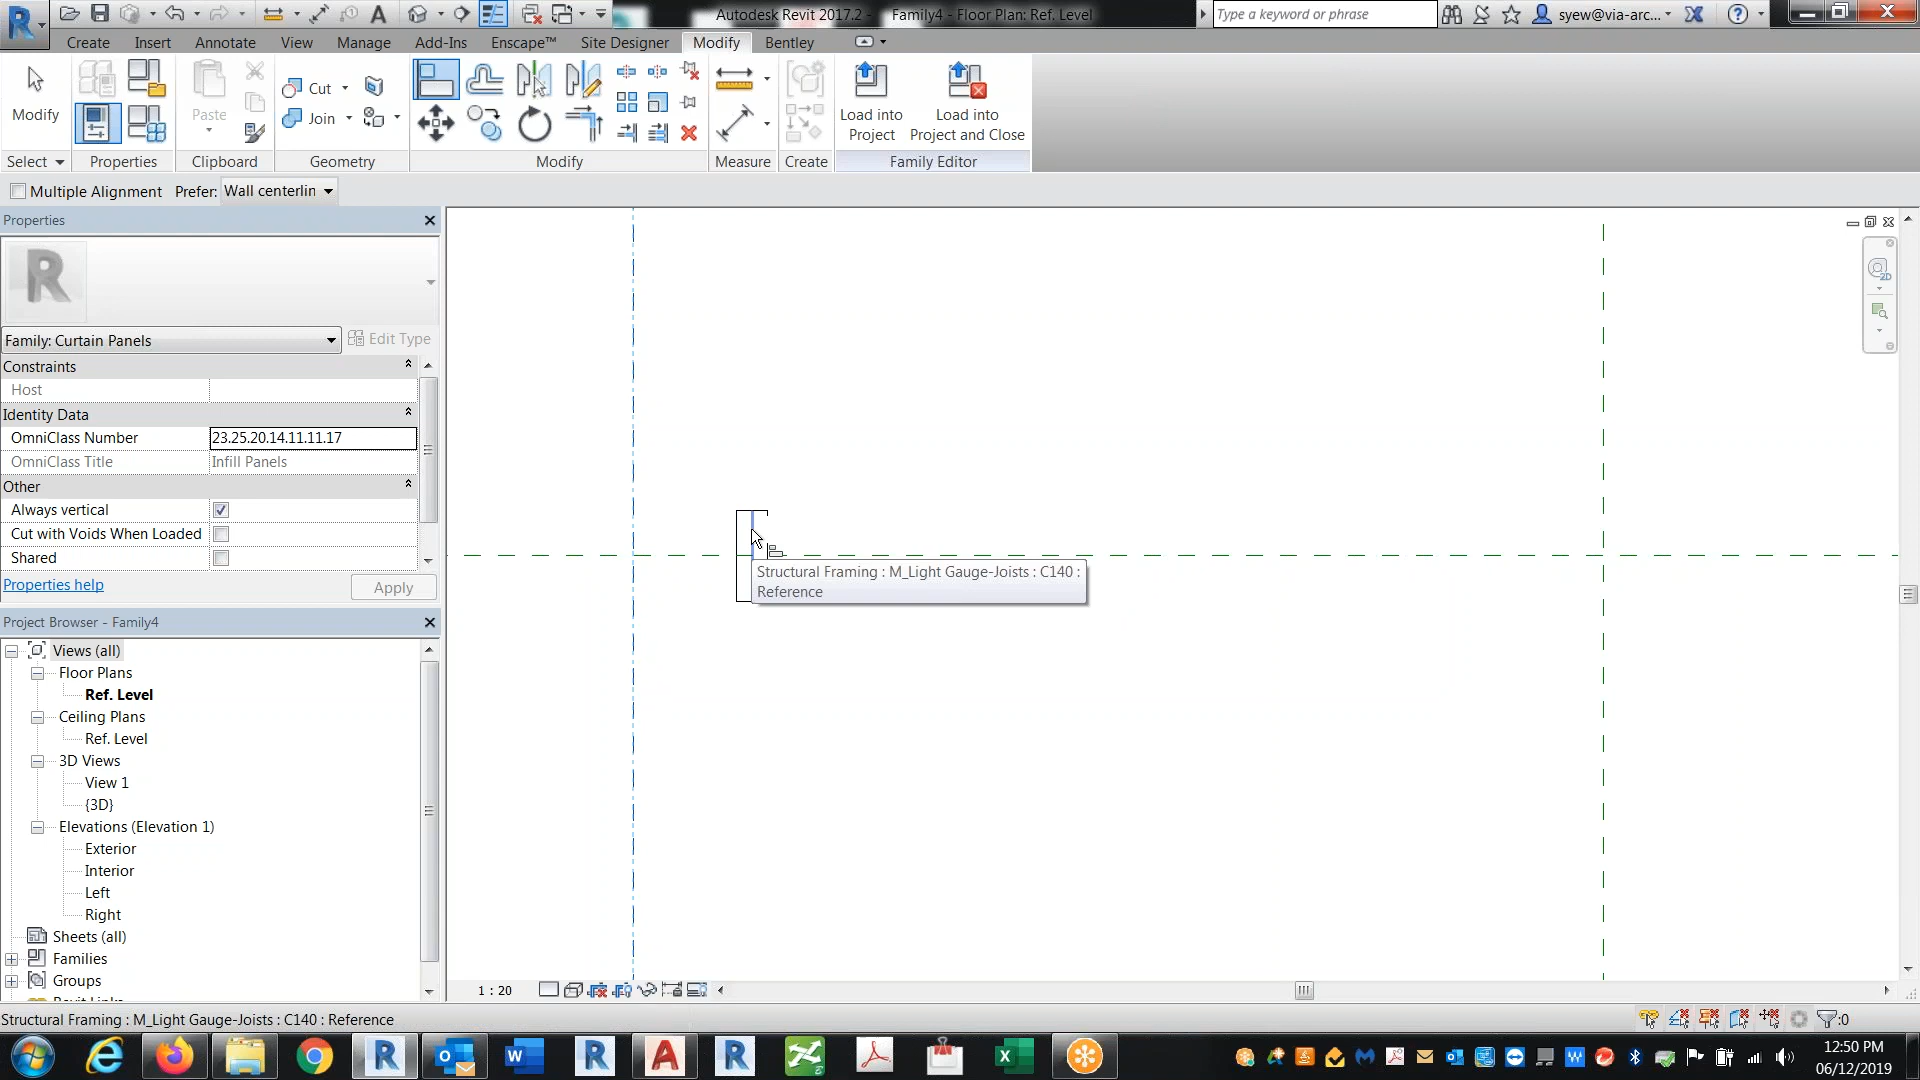 Autodesk Revit 2017.2 - Family4 - Floor Plan: Ref. Level
Type a keyword or phrase
syew@via-arc...
Create Insert Annotate View Manage Add-Ins Enscape™ Site Designer Modify Bentley
Modify
Paste
Cut
Join
Load into
Project
Load into
Project and Close
Select Properties Clipboard Geometry Modify Measure Create Family Editor
Multiple Alignment Prefer: Wall centerlin
Properties
Family: Curtain Panels Edit Type
Constraints
Host
Identity Data
OmniClass Number 23.25.20.14.11.11.17
OmniClass Title Infill Panels
Other
Always vertical
Cut with Voids When Loaded
Shared
Properties help Apply
Project Browser - Family4
Views (all)
Floor Plans
Ref. Level
Ceiling Plans
Ref. Level
3D Views
View 1
{3D}
Elevations (Elevation 1)
Exterior
Interior
Left
Right
Sheets (all)
Families
Groups
2D
Structural Framing : M_Light Gauge-Joists : C140 :
Reference
1 : 20
Structural Framing : M_Light Gauge-Joists : C140 : Reference
:0
12:50 PM
06/12/2019